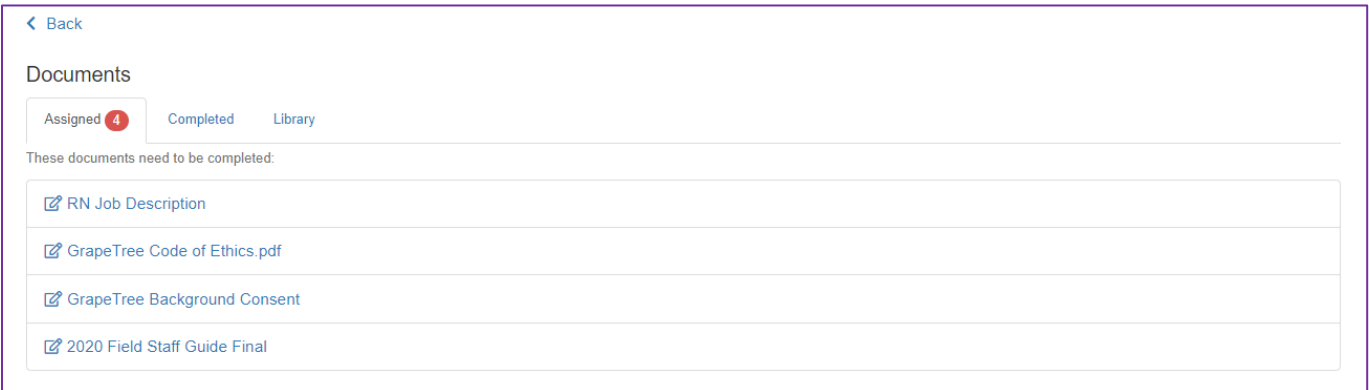 Back
Documents
Assigned 4 Completed Library
These documents need to be completed:
RN Job Description
GrapeTree Code of Ethics.pdf
GrapeTree Background Consent
2020 Field Staff Guide Final